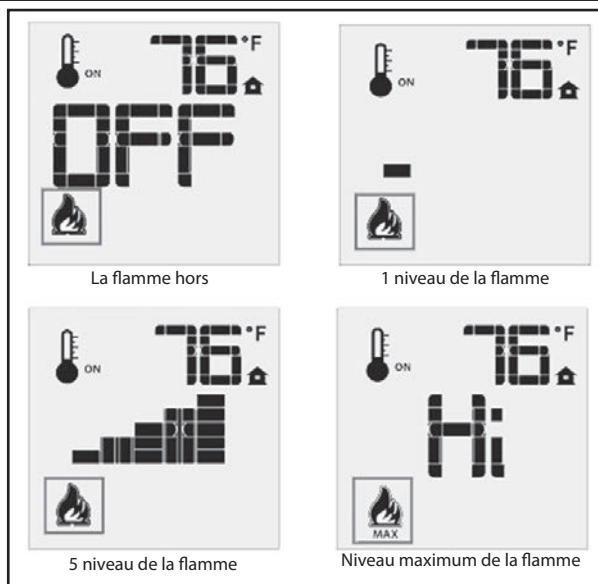 76 °F
ON
OFF
La flamme hors
76 °F
ON
1 niveau de la flamme
76 °F
ON
5 niveau de la flamme
76 °F
ON
Hi
MAX
Niveau maximum de la flamme